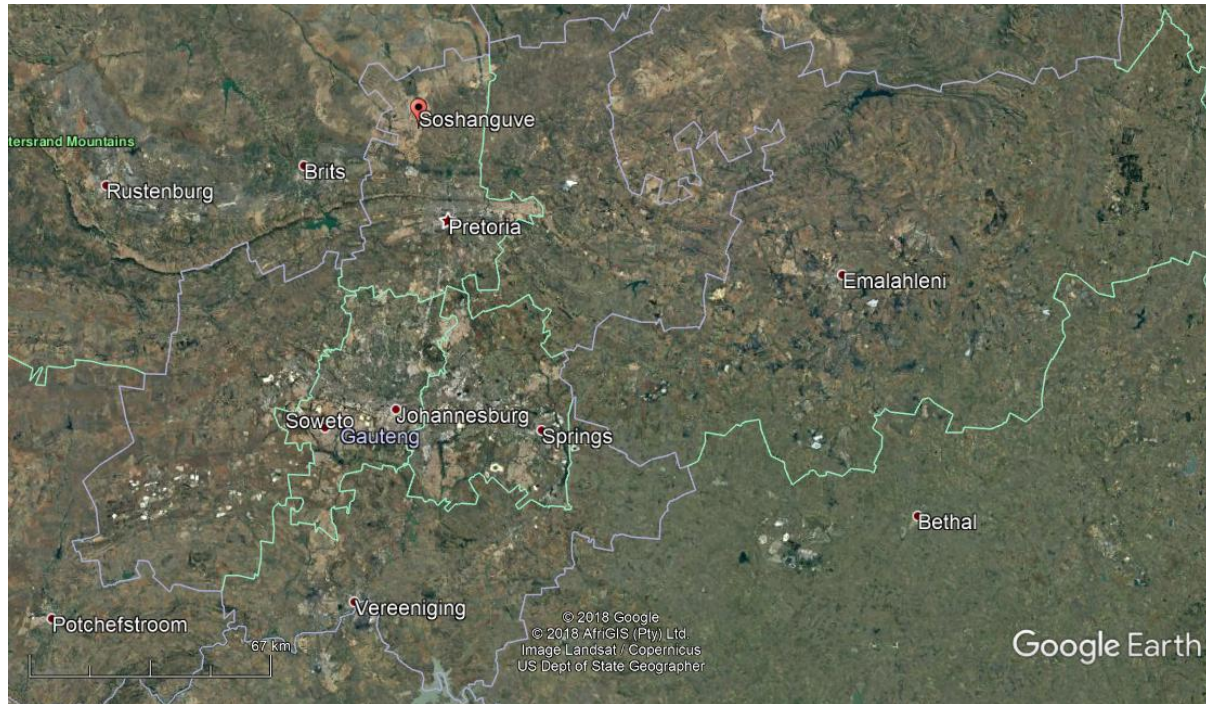 Soshanguve
tersrand Mountains
Brits
Rustenburg
Pretoria
Emalahleni
Johannesburg
Soweto
Gauteng
Springs
Bethal
Vereeniging
Potchefstroom
67 km
© 2018 Google
© 2018 AfriGIS (Pty) Ltd.
Image Landsat / Copernicus
US Dept of State Geographer
Google Earth